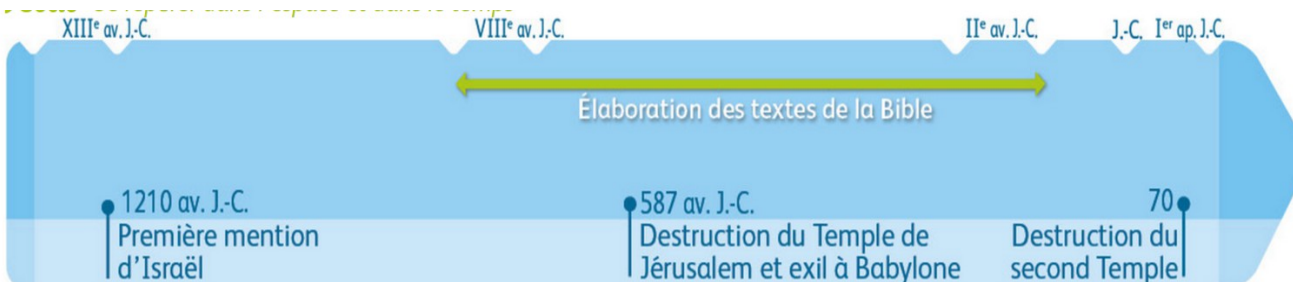 XIIIᵉ av. J.-C. VIIIᵉ av. J.-C. IIᵉ av. J.-C. J.-C. Iᵉʳ ap. J.-C.
Élaboration des textes de la Bible
1210 av. J.-C. 587 av. J.-C. 70
Première mention Destruction du Temple de Destruction du
d'Israël Jérusalem et exil à Babylone second Temple